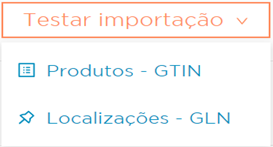 Testar importação
Produtos - GTIN
Localizações - GLN